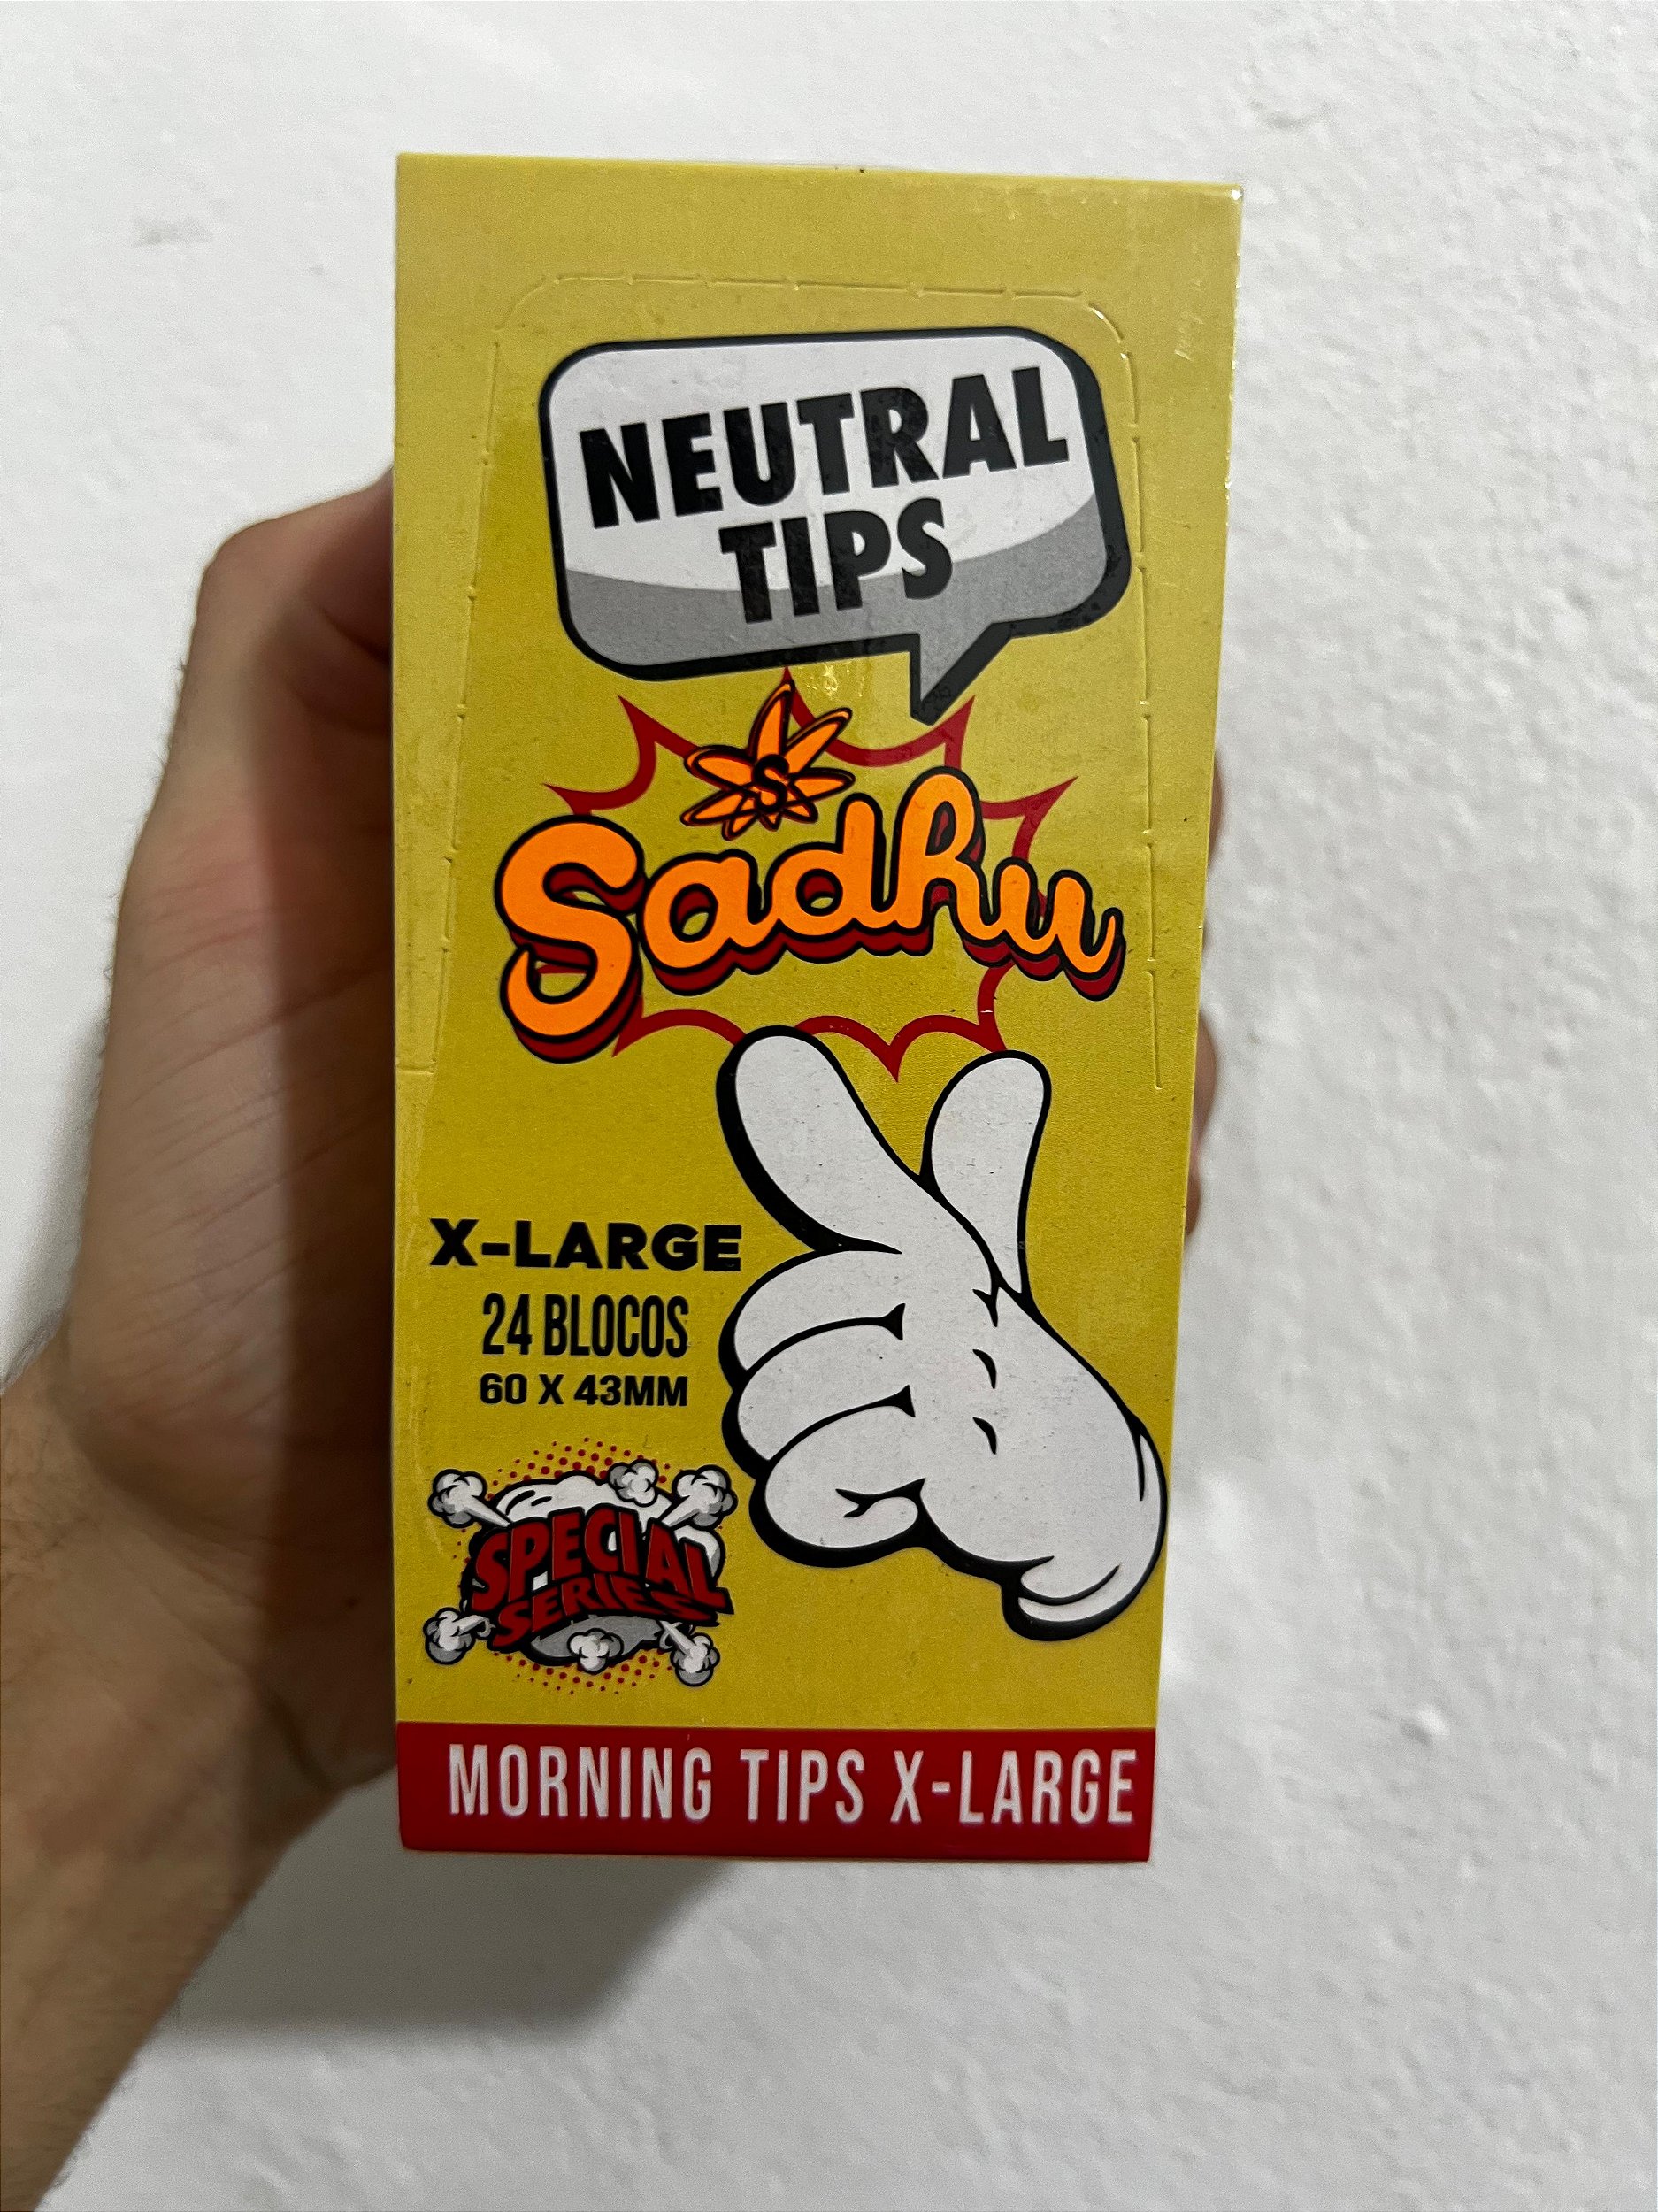 NEUTRAL
TIPS
S
Sadhu
X-LARGE
24 BLOCOS
60 X 43MM
SPECIAL
SERIES
MORNING TIPS X-LARGE